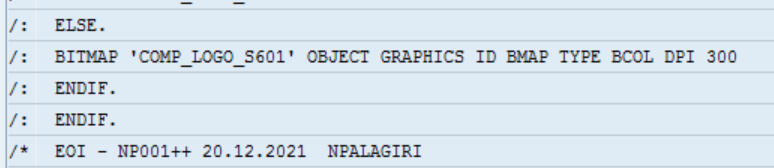 /: ELSE.
/: BITMAP 'COMP_LOGO_S601' OBJECT GRAPHICS ID BMAP TYPE BCOL DPI 300
/: ENDIF.
/: ENDIF.
/* EOI - NP001++ 20.12.2021 NPALAGIRI